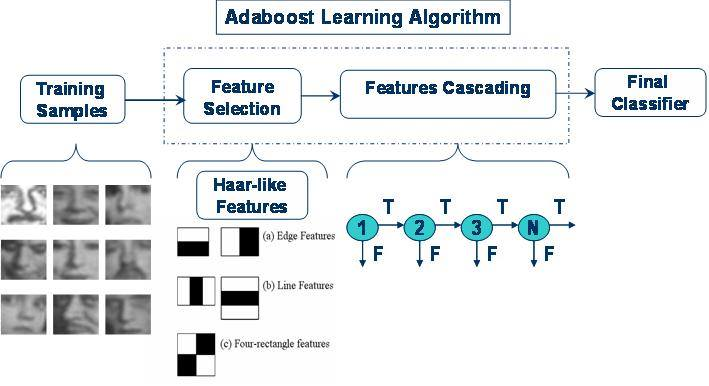 Adaboost Learning Algorithm
Training
Samples
Feature
Selection
Features Cascading
Final
Classifier
Haar-like
Features
(a) Edge Features
(b) Line Features
(c) Four-rectangle features
T T T T
1 2 3 N
F F F F